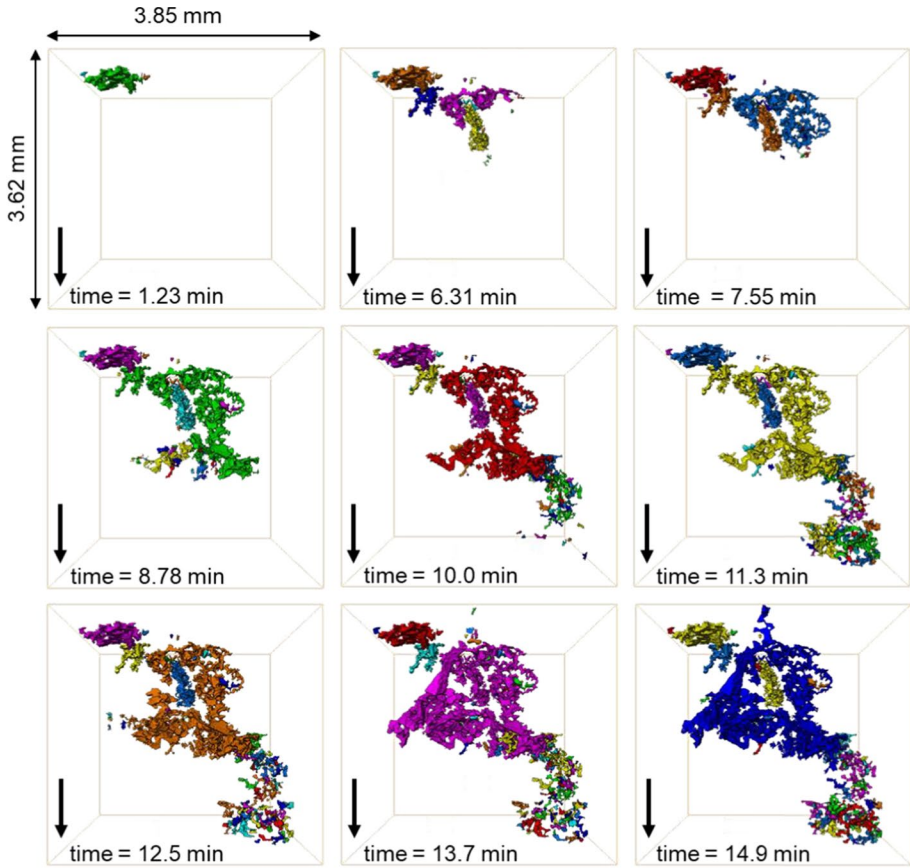 3.85 mm
3.62 mm
time = 1.23 min
time = 6.31 min
time = 7.55 min
time = 8.78 min
time = 10.0 min
time = 11.3 min
time = 12.5 min
time = 13.7 min
time = 14.9 min